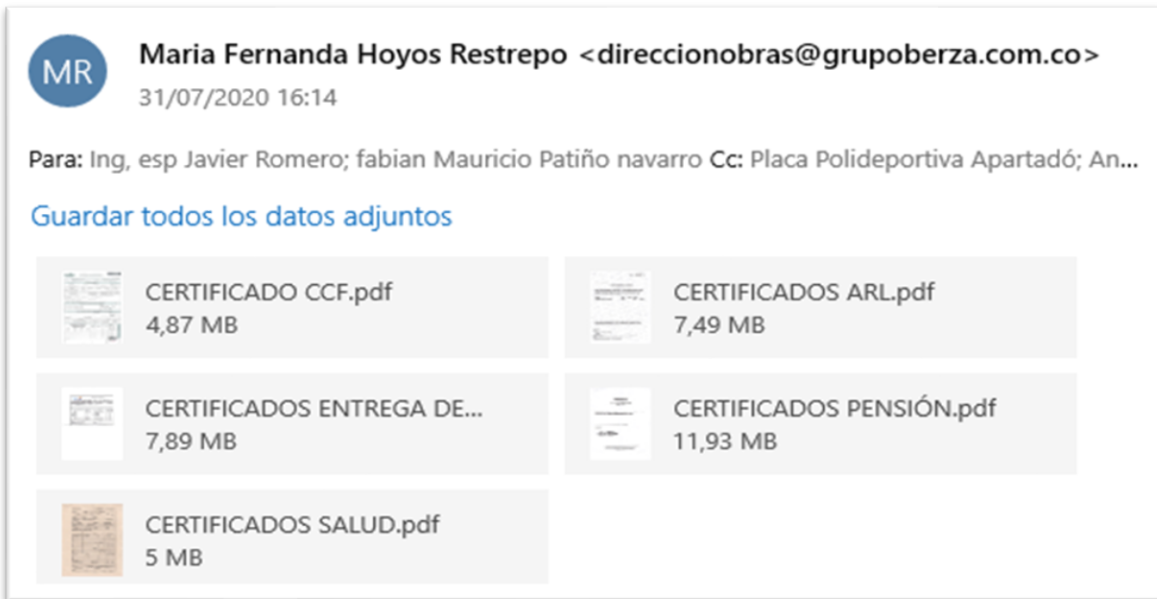 MR
Maria Fernanda Hoyos Restrepo <direccionobras@grupoberza.com.co>
31/07/2020 16:14
Para: Ing, esp Javier Romero; fabian Mauricio Patiño navarro Cc: Placa Polideportiva Apartadó; An...
Guardar todos los datos adjuntos
CERTIFICADO CCF.pdf
4,87 MB
CERTIFICADOS ARL.pdf
7,49 MB
CERTIFICADOS ENTREGA DE...
7,89 MB
CERTIFICADOS PENSIÓN.pdf
11,93 MB
CERTIFICADOS SALUD.pdf
5 MB